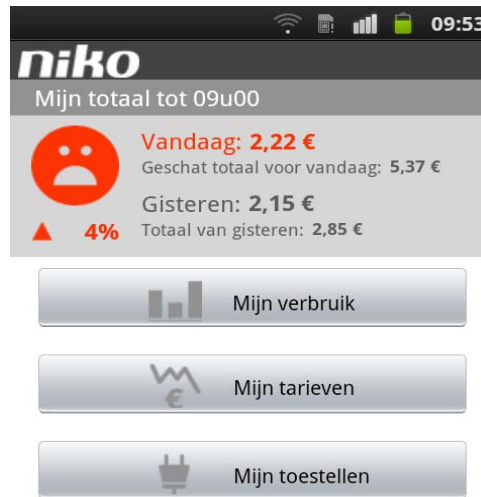 09:53
niko
Mijn totaal tot 09u00
Vandaag: 2,22 €
Geschat totaal voor vandaag: 5,37 €
Gisteren: 2,15 €
4% Totaal van gisteren: 2,85 €
Mijn verbruik
€
Mijn tarieven
Mijn toestellen